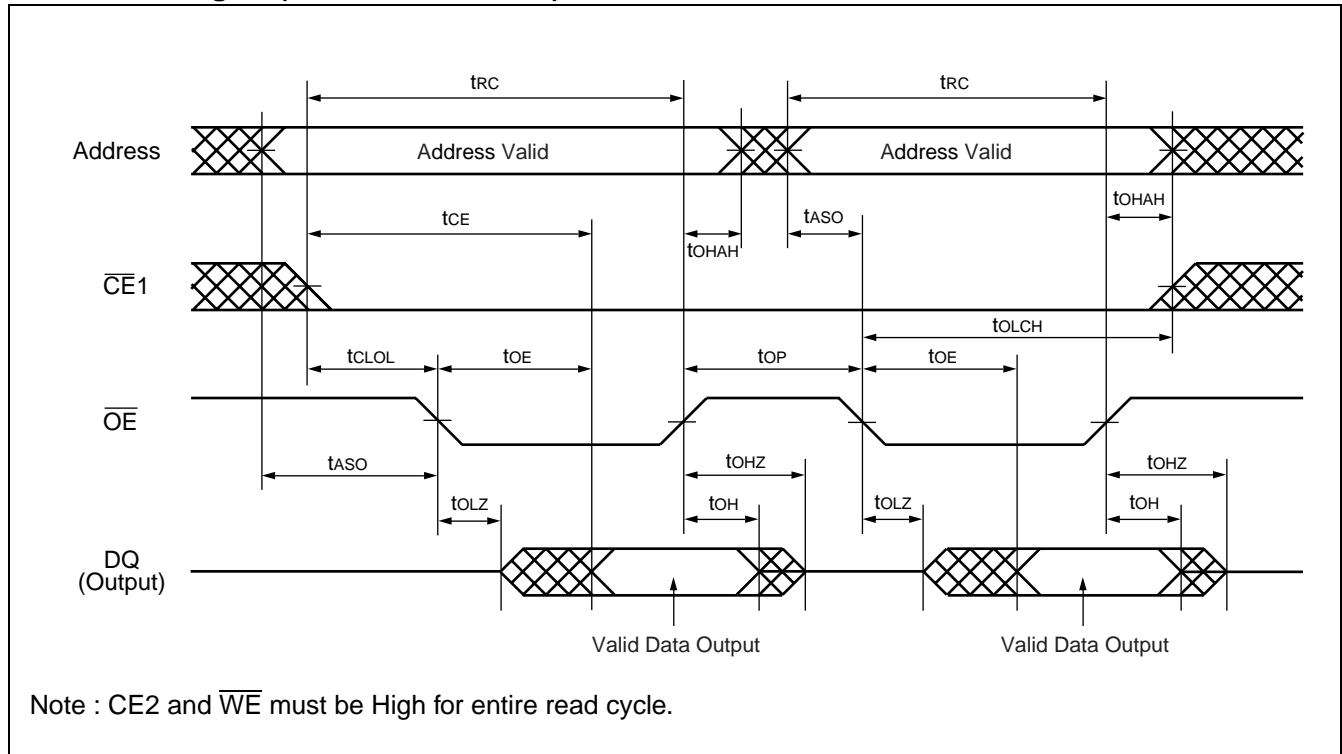 tRC tRC
Address Address Valid Address Valid
tCE tOHAH tASO tOHAH
CE1
tOLCH
tCLOL tOE tOP tOE
OE
tASO tOHZ tOHZ
tOLZ tOH tOLZ tOH
DQ
(Output)
Valid Data Output Valid Data Output
Note : CE2 and WE must be High for entire read cycle.